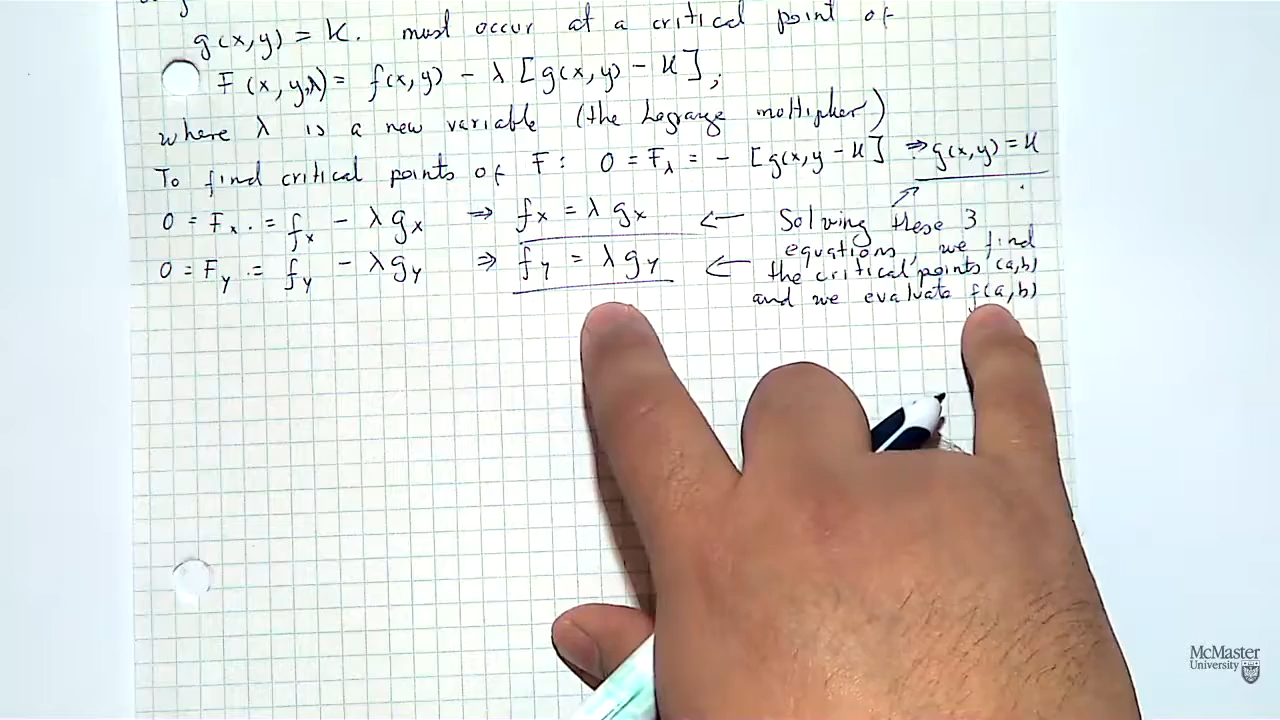 g(x,y) = K. must occur at a critical point of
F(x,y,λ) = f(x,y) - λ [g(x,y) - K],
where λ is a new variable (the Lagrange moltipher)
To find critical points of F: 0 = Fλ = - [g(x,y - K] ⇒ g(x,y) = K
0 = Fx. = fx - λ gx ⇒ fx = λ gx ← Solving these 3
equations, we find
0 = Fy = fy - λ gy ⇒ fy = λ gy ← the critical points (a,b)
and we evaluate f(a,b)
McMaster
University